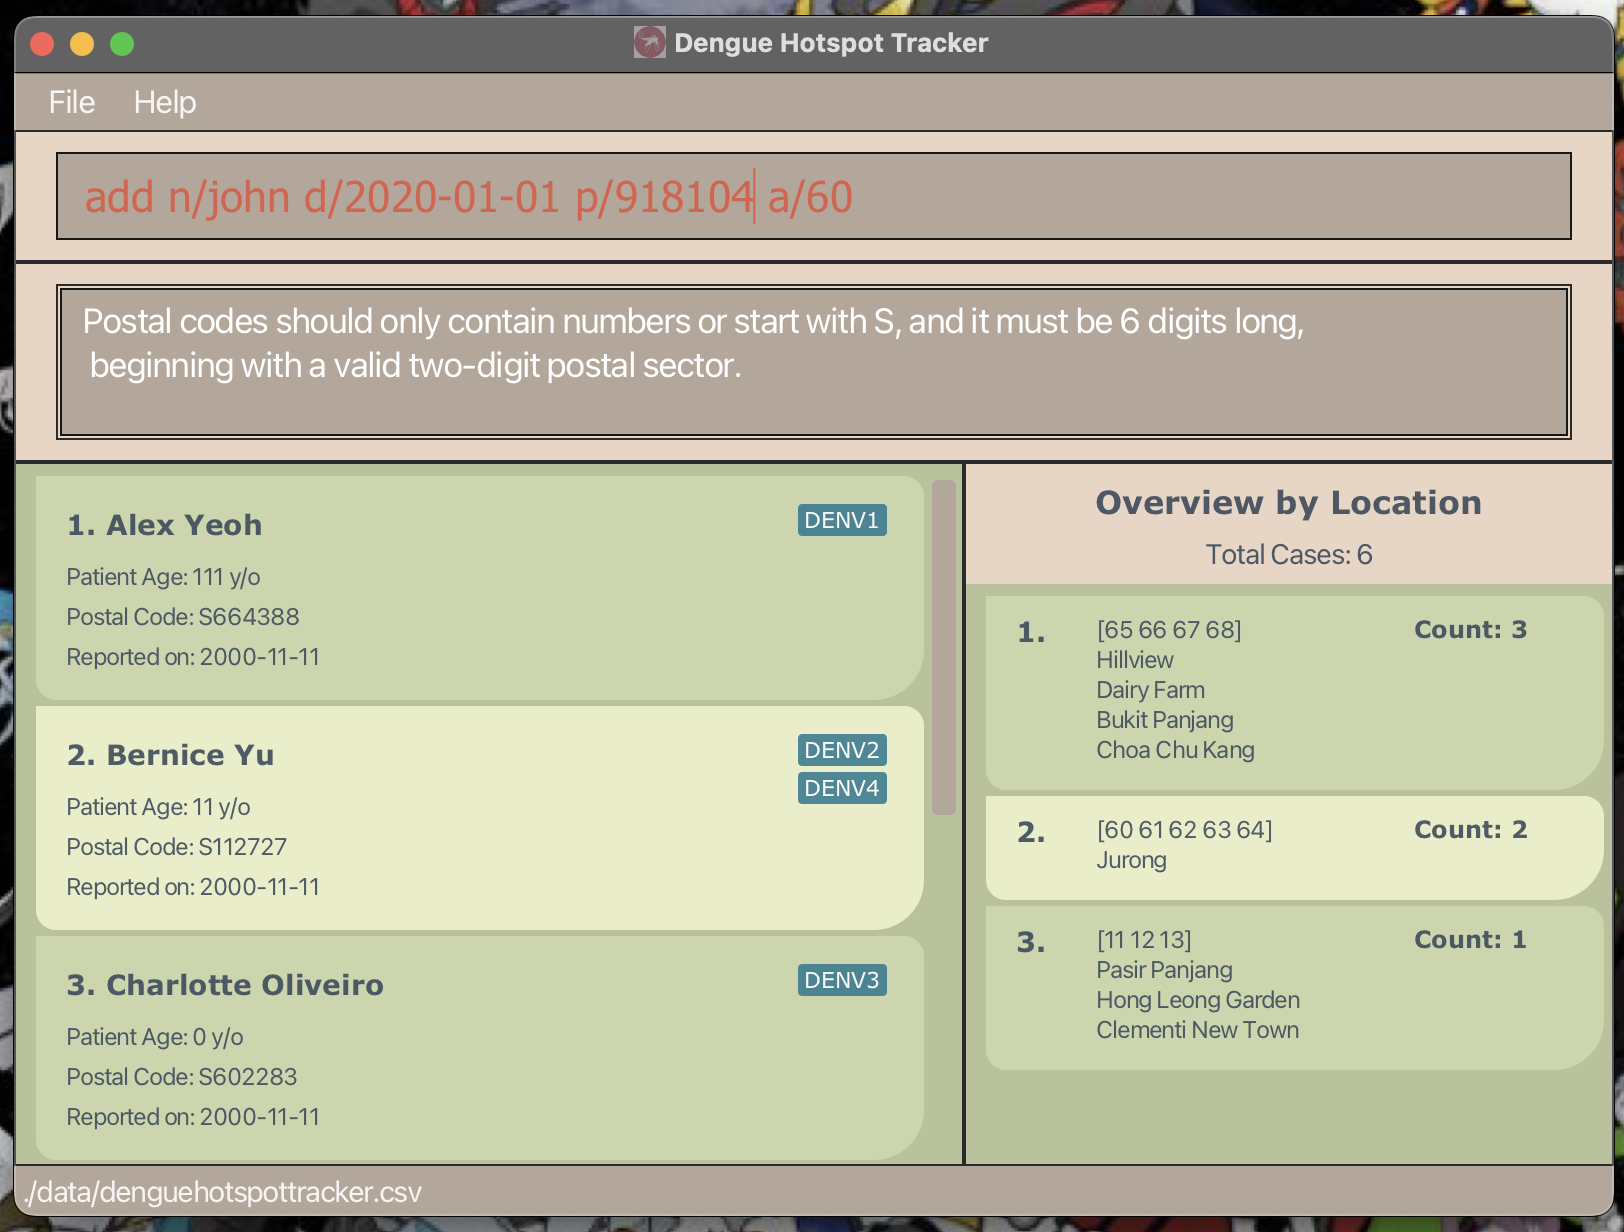 Dengue Hotspot Tracker
File Help
add n/john d/2020-01-01 p/918104 a/60
Postal codes should only contain numbers or start with S, and it must be 6 digits long,
beginning with a valid two-digit postal sector.
1. Alex Yeoh
DENV1
Patient Age: 111 y/o
Postal Code: S664388
Reported on: 2000-11-11
2. Bernice Yu
DENV2
DENV4
Patient Age: 11 y/o
Postal Code: S112727
Reported on: 2000-11-11
3. Charlotte Oliveiro
DENV3
Patient Age: 0 y/o
Postal Code: S602283
Reported on: 2000-11-11
Overview by Location
Total Cases: 6
1. [65 66 67 68] Count: 3
Hillview
Dairy Farm
Bukit Panjang
Choa Chu Kang
2. [60 61 62 63 64] Count: 2
Jurong
3. [11 12 13] Count: 1
Pasir Panjang
Hong Leong Garden
Clementi New Town
./data/denguehotspottracker.csv